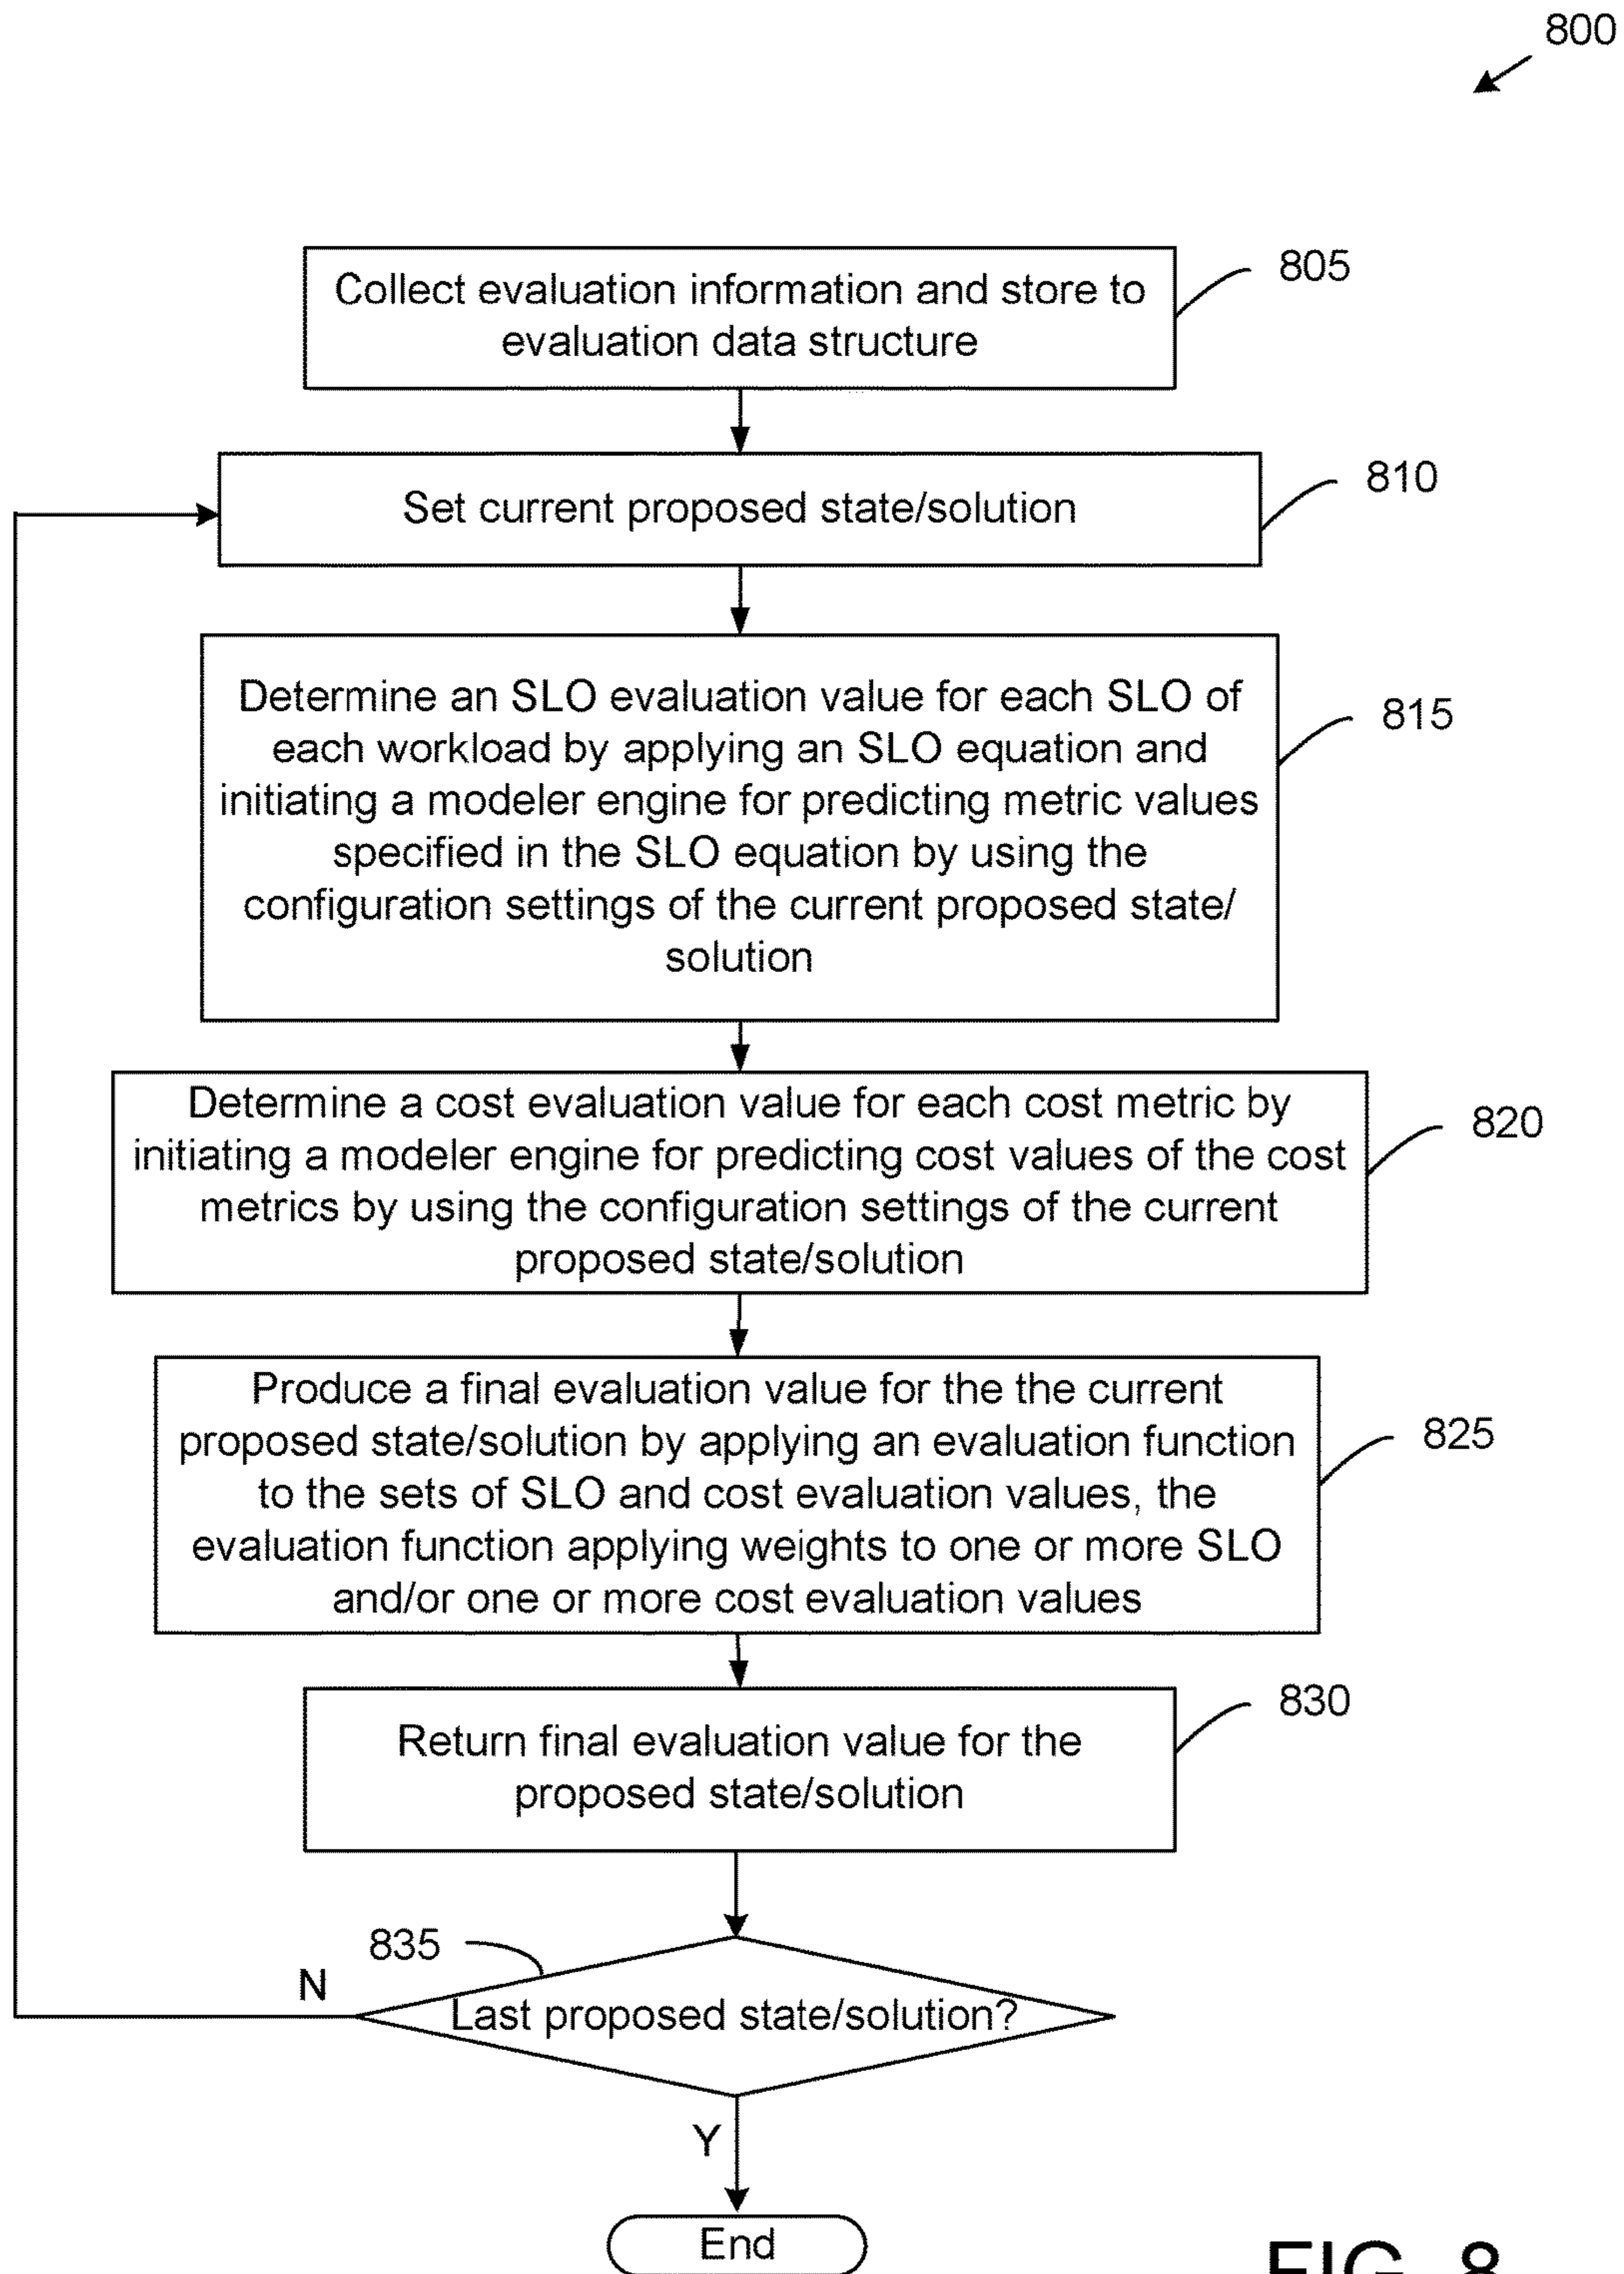 800
Collect evaluation information and store to
evaluation data structure
805
Set current proposed state/solution
810
Determine an SLO evaluation value for each SLO of
each workload by applying an SLO equation and
initiating a modeler engine for predicting metric values
specified in the SLO equation by using the
configuration settings of the current proposed state/
solution
815
Determine a cost evaluation value for each cost metric by
initiating a modeler engine for predicting cost values of the cost
metrics by using the configuration settings of the current
proposed state/solution
820
Produce a final evaluation value for the the current
proposed state/solution by applying an evaluation function
to the sets of SLO and cost evaluation values, the
evaluation function applying weights to one or more SLO
and/or one or more cost evaluation values
825
Return final evaluation value for the
proposed state/solution
830
835
N
Last proposed state/solution?
Y
End
FIG. 8